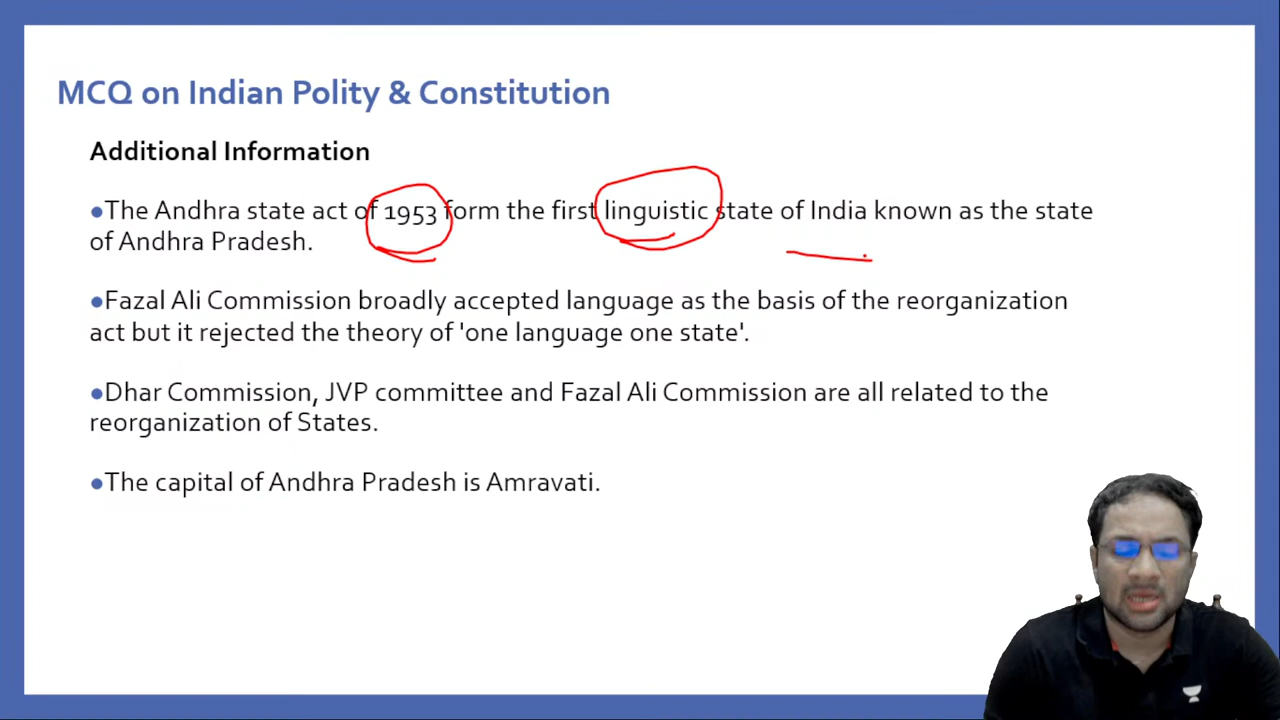 MCQ on Indian Polity & Constitution
Additional Information
●The Andhra state act of 1953 form the first linguistic state of India known as the state
of Andhra Pradesh.
●Fazal Ali Commission broadly accepted language as the basis of the reorganization
act but it rejected the theory of 'one language one state'.
●Dhar Commission, JVP committee and Fazal Ali Commission are all related to the
reorganization of States.
●The capital of Andhra Pradesh is Amravati.